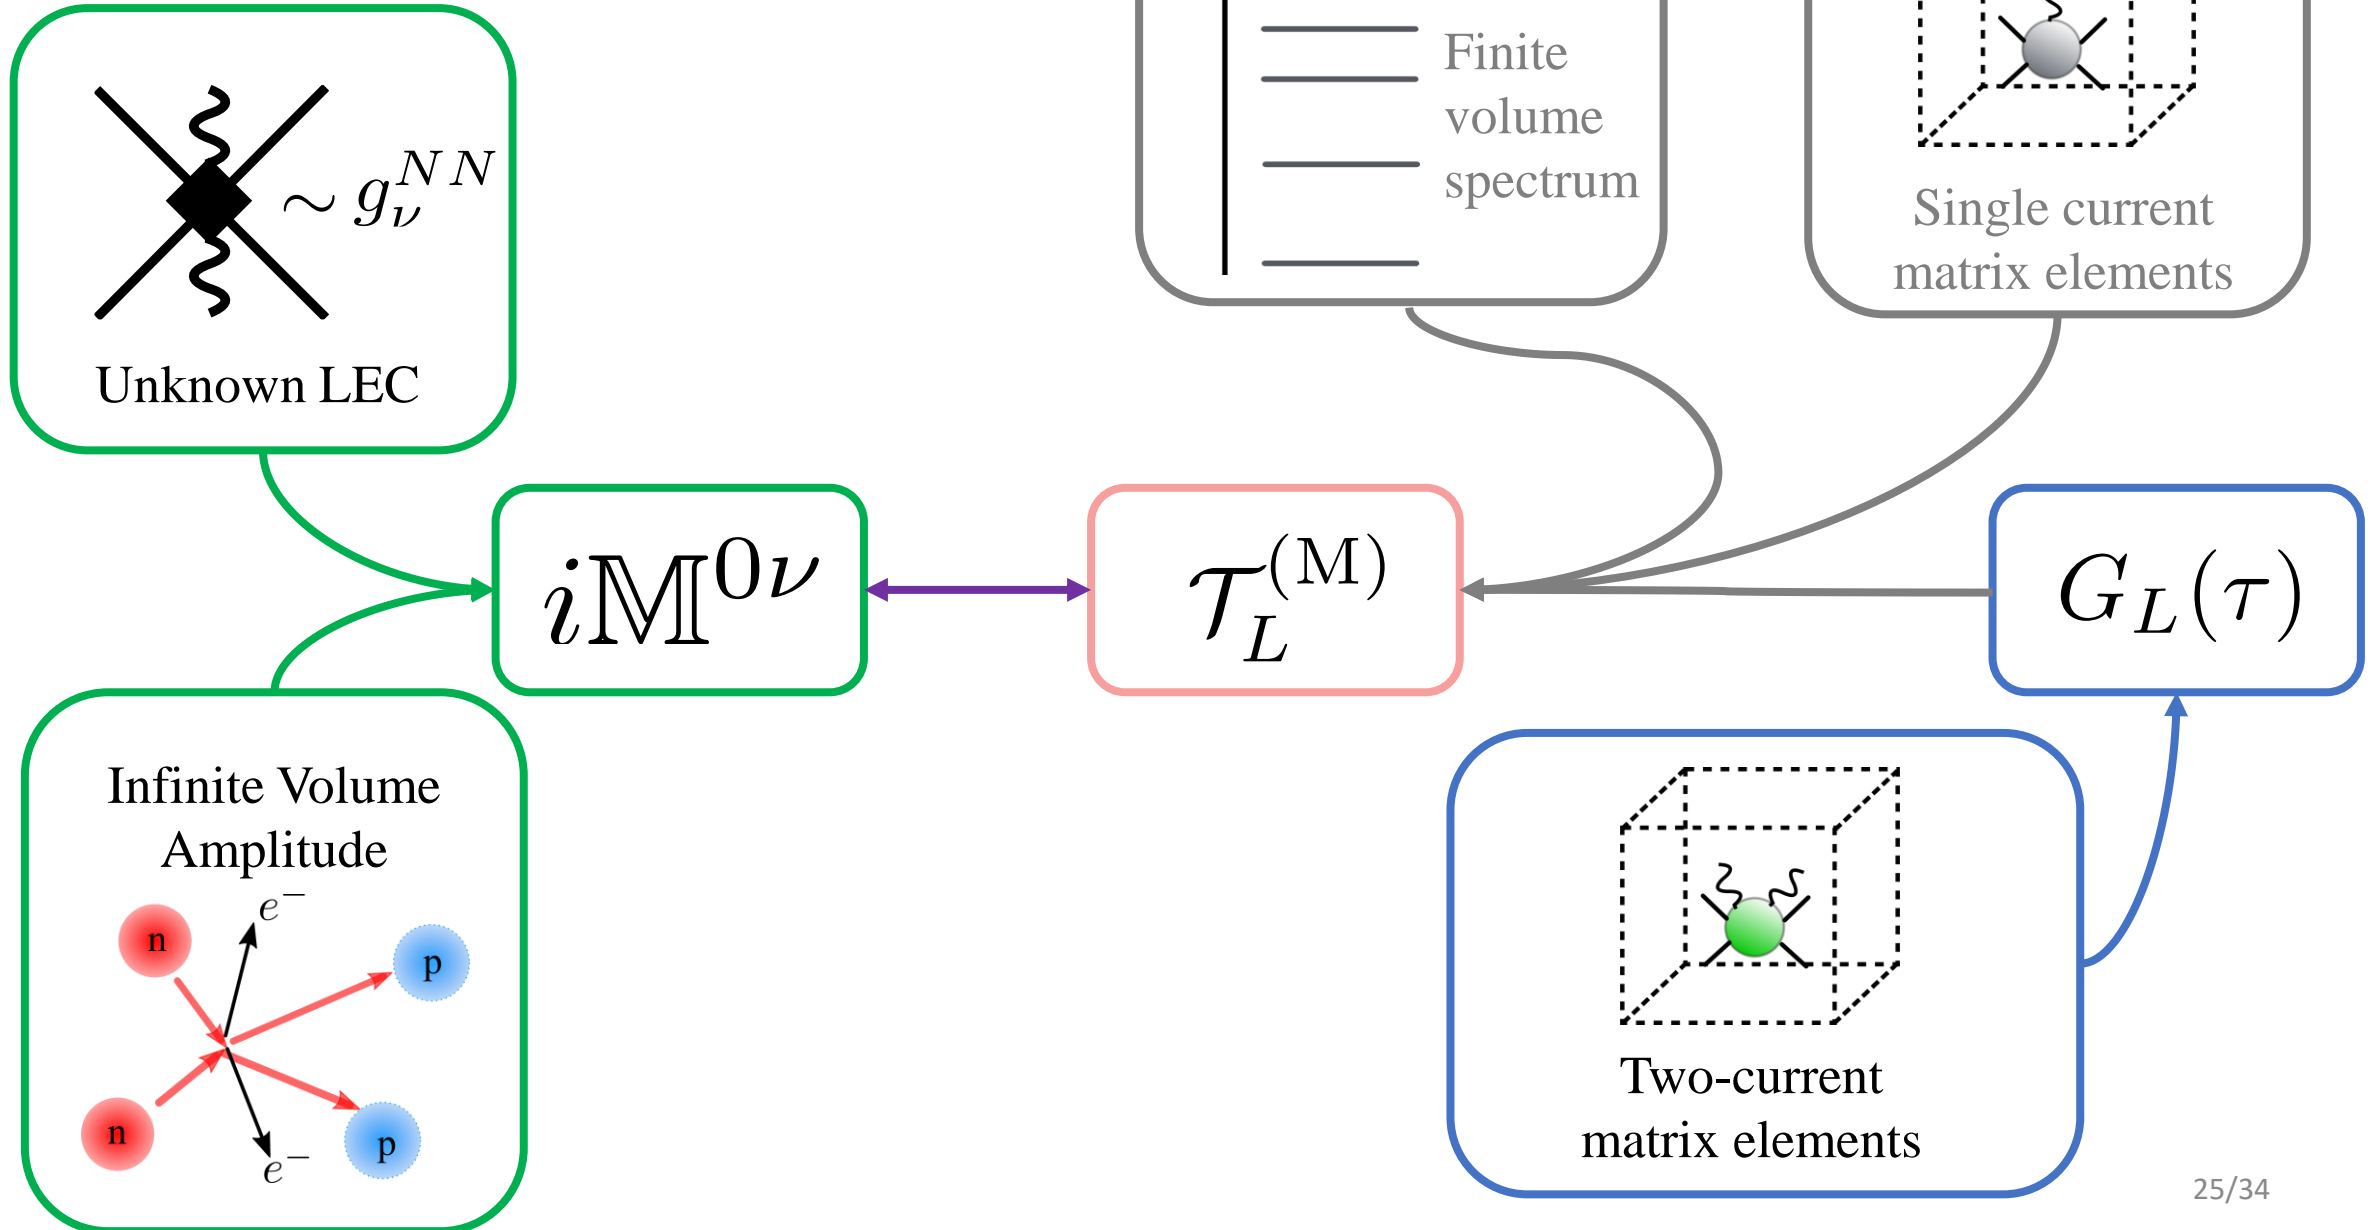 ∼ g_ν^{NN}
Unknown LEC
Finite
volume
spectrum
Single current
matrix elements
i𝕄^{0ν}
𝒯_L^{(M)}
G_L(τ)
Infinite Volume
Amplitude
e⁻
n
p
n
p
e⁻
Two-current
matrix elements
25/34